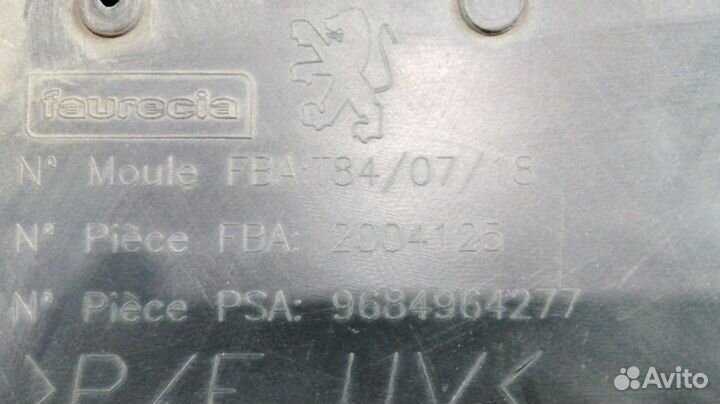 faurecia
N° Moule FBA:T84/07/18
N° Pièce FBA: 2004125
N° Pièce PSA: 9684964277
>P/E UV<
Avito